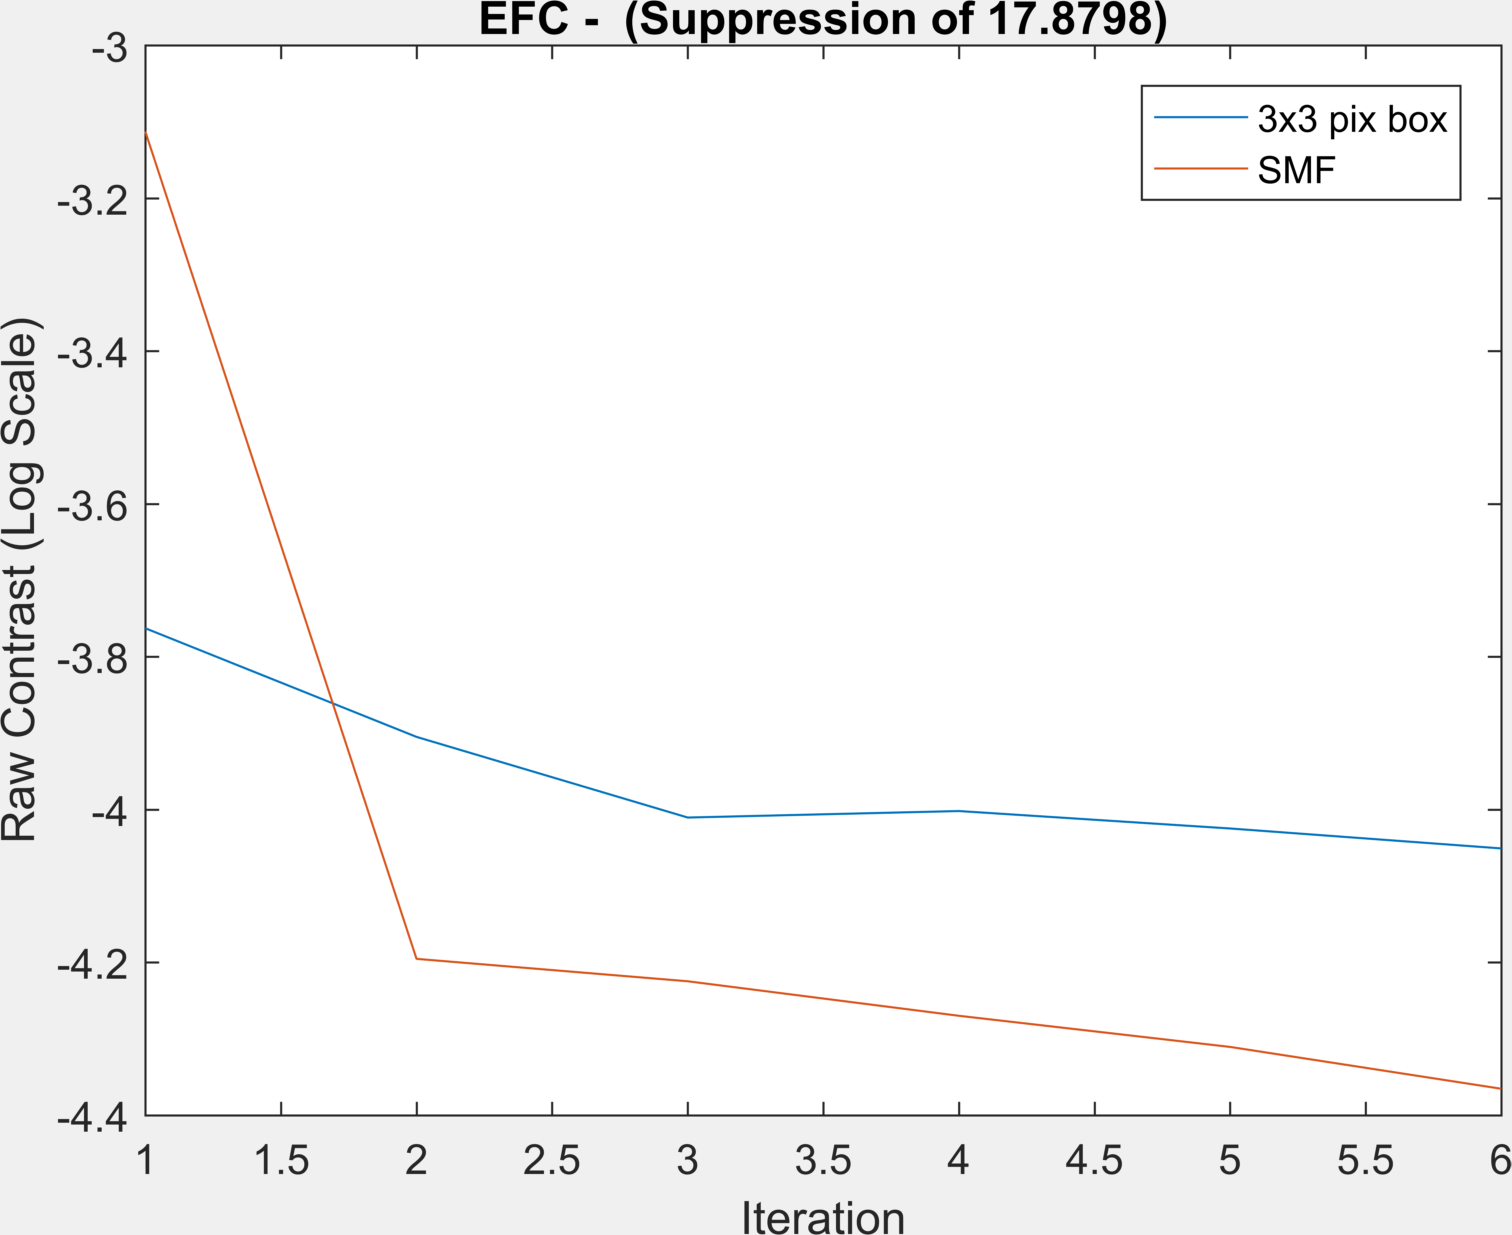 EFC -  (Suppression of 17.8798)
3x3 pix box
SMF
Raw Contrast (Log Scale)
-3
-3.2
-3.4
-3.6
-3.8
-4
-4.2
-4.4
1 1.5 2 2.5 3 3.5 4 4.5 5 5.5 6
Iteration